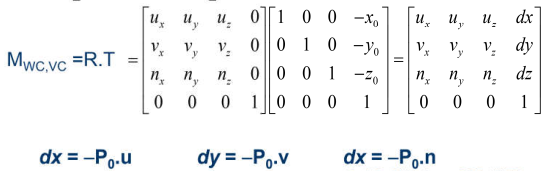 u_x u_y u_z 0 1 0 0 −x_0 u_x u_y u_z dx
v_x v_y v_z 0 0 1 0 −y_0 v_x v_y v_z dy
M_WC,VC =R.T = =
n_x n_y n_z 0 0 0 1 −z_0 n_x n_y n_z dz
0 0 0 1 0 0 0 1 0 0 0 1
dx = −P_0.u dy = −P_0.v dx = −P_0.n